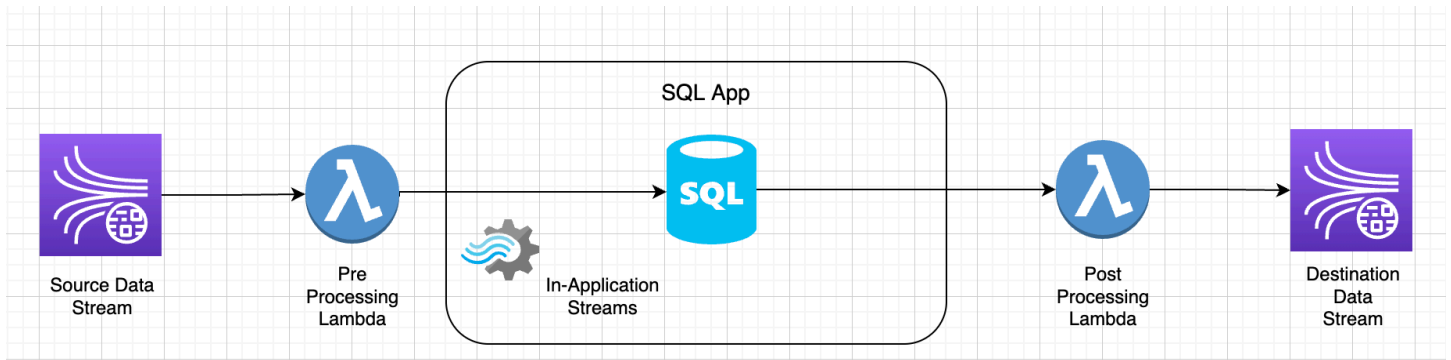 SQL App
SQL
Source Data
Stream
Pre
Processing
Lambda
In-Application
Streams
Post
Processing
Lambda
Destination
Data
Stream